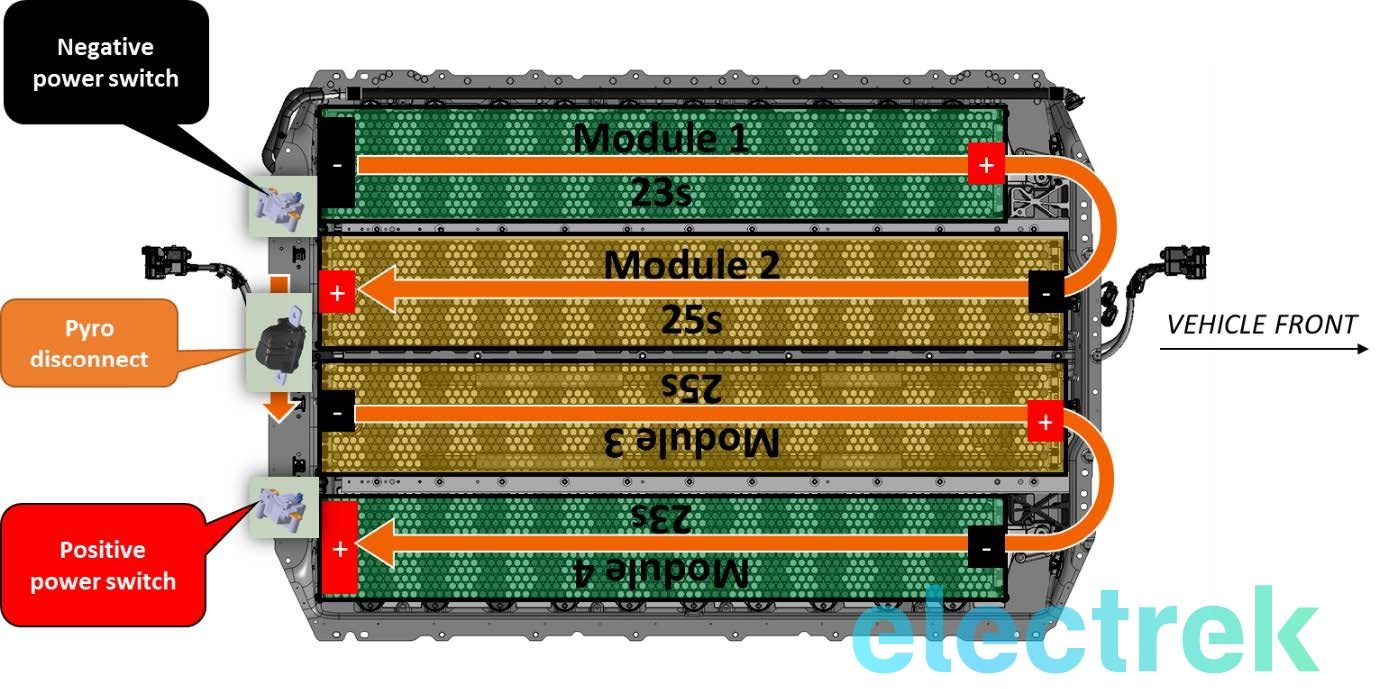 Negative
power switch
-
Module 1
+
23s
Module 2
+
-
25s
Pyro
disconnect
VEHICLE FRONT
25s
-
+
Module 3
23s
Positive
power switch
+
-
Module 4
electrek